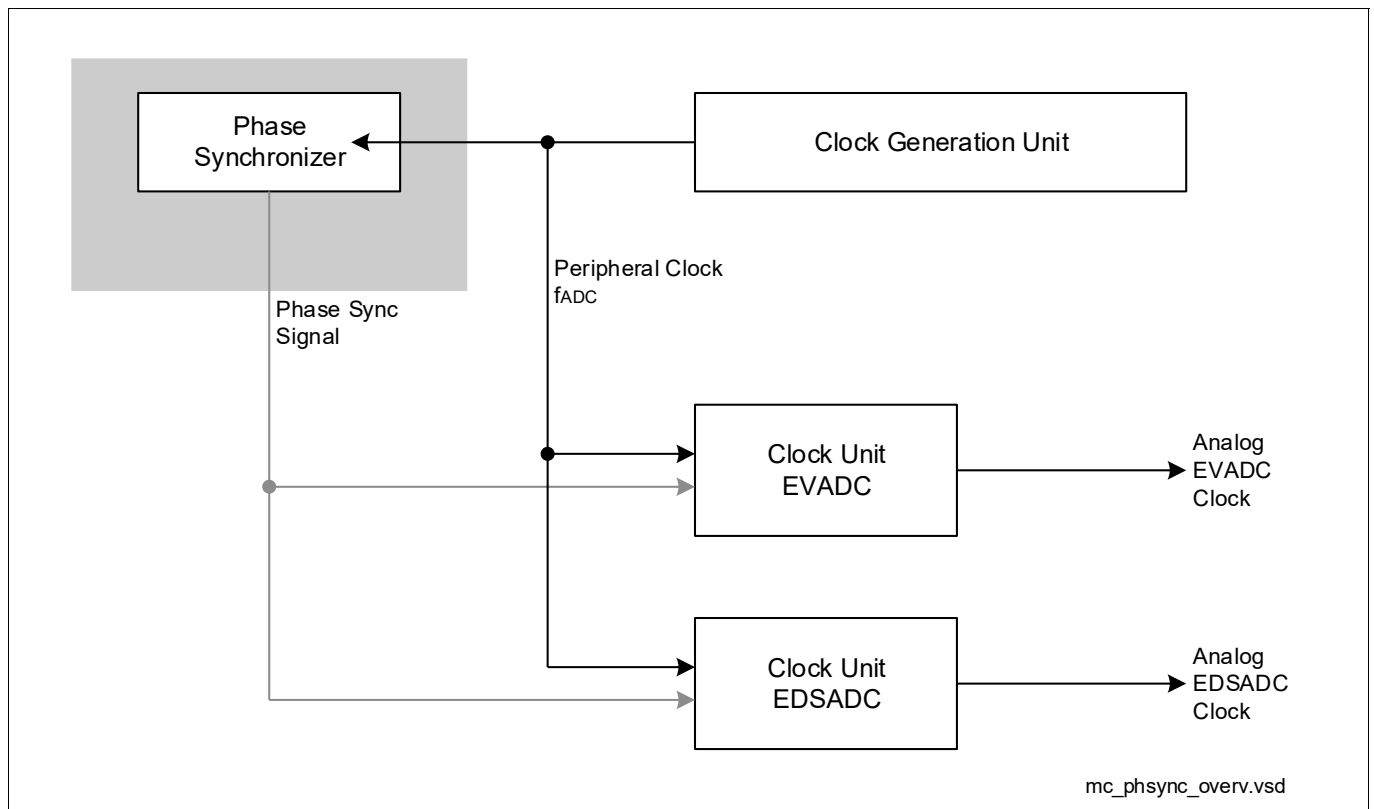 Phase
Synchronizer
Clock Generation Unit
Peripheral Clock
fADC
Phase Sync
Signal
Clock Unit
EVADC
Analog
EVADC
Clock
Clock Unit
EDSADC
Analog
EDSADC
Clock
mc_phsync_overv.vsd